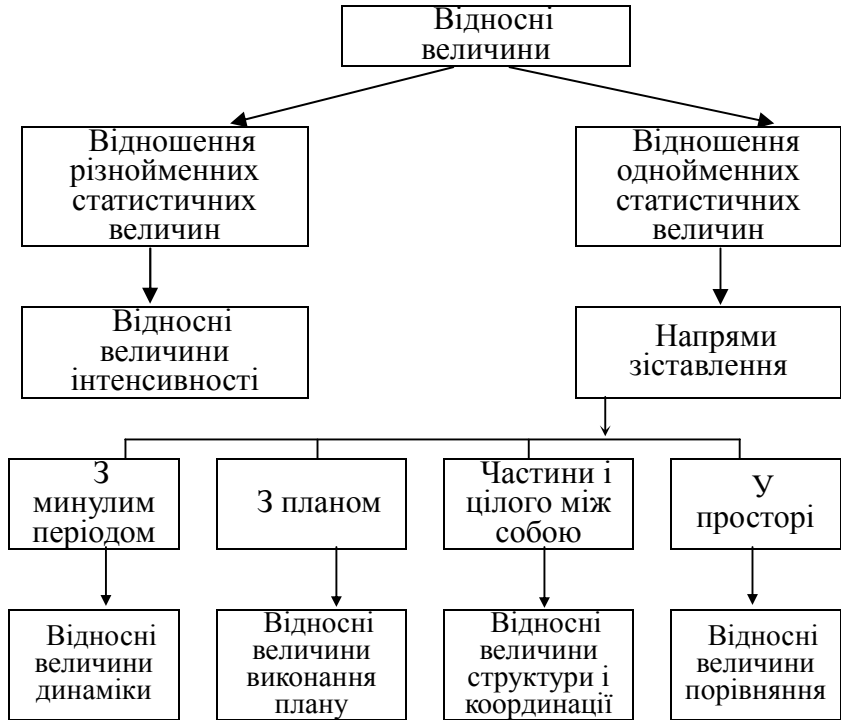 Відносні
величини
Відношення
різнойменних
статистичних
величин
Відношення
однойменних
статистичних
величин
Відносні
величини
інтенсивності
Напрями
зіставлення
З
минулим
періодом
З планом
Частини і
цілого між
собою
У
просторі
Відносні
величини
динаміки
Відносні
величини
виконання
плану
Відносні
величини
структури і
координації
Відносні
величини
порівняння